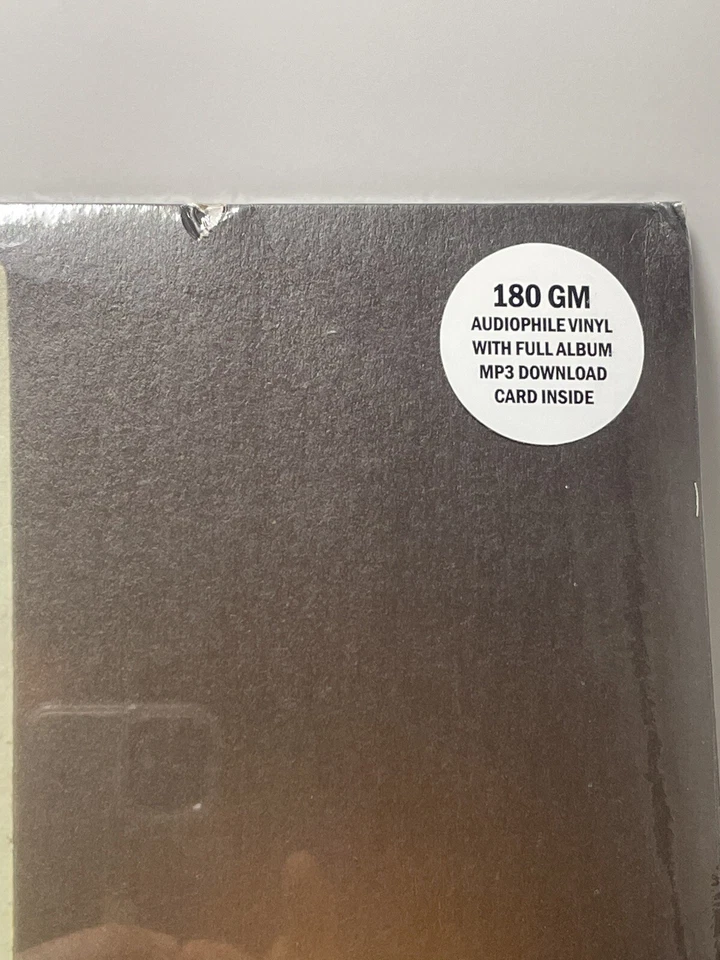 180 GM
AUDIOPHILE VINYL
WITH FULL ALBUM
MP3 DOWNLOAD
CARD INSIDE